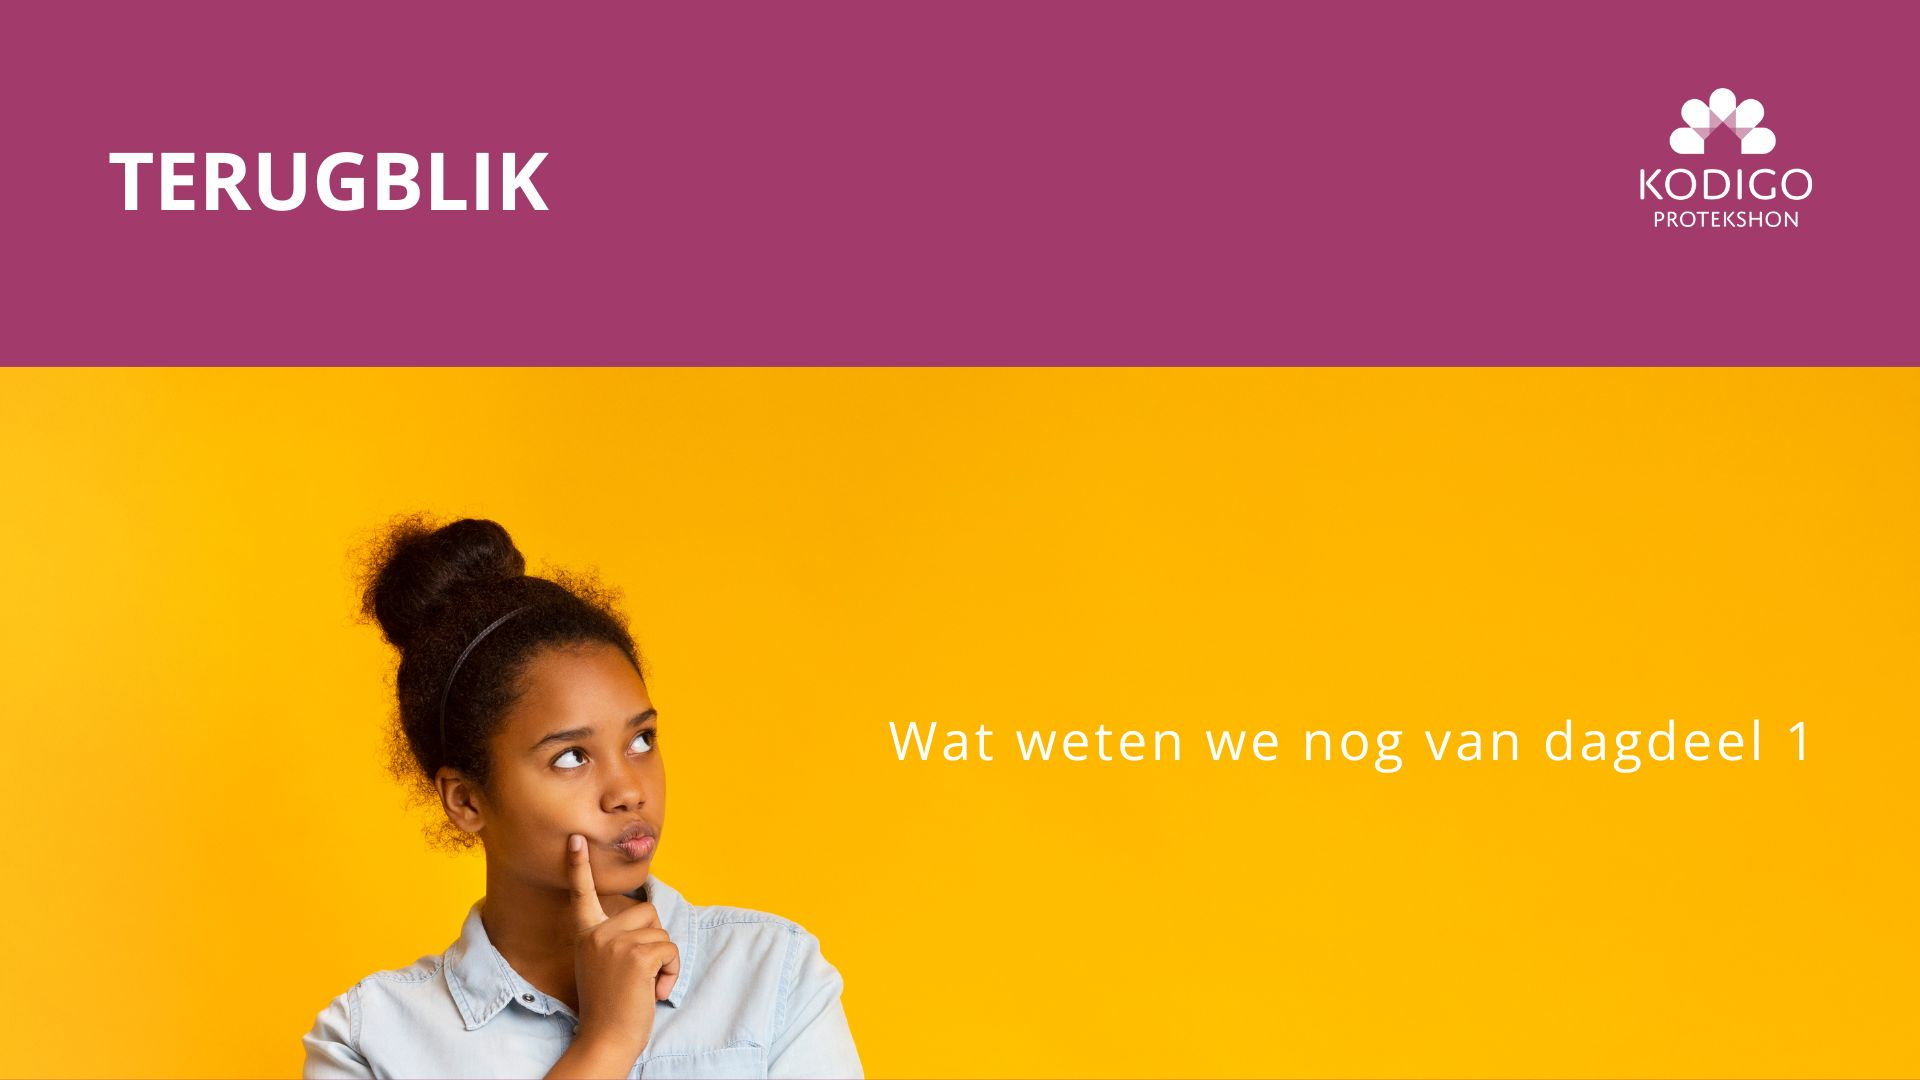 TERUGBLIK
KODIGO
PROTEKSHON
Wat weten we nog van dagdeel 1